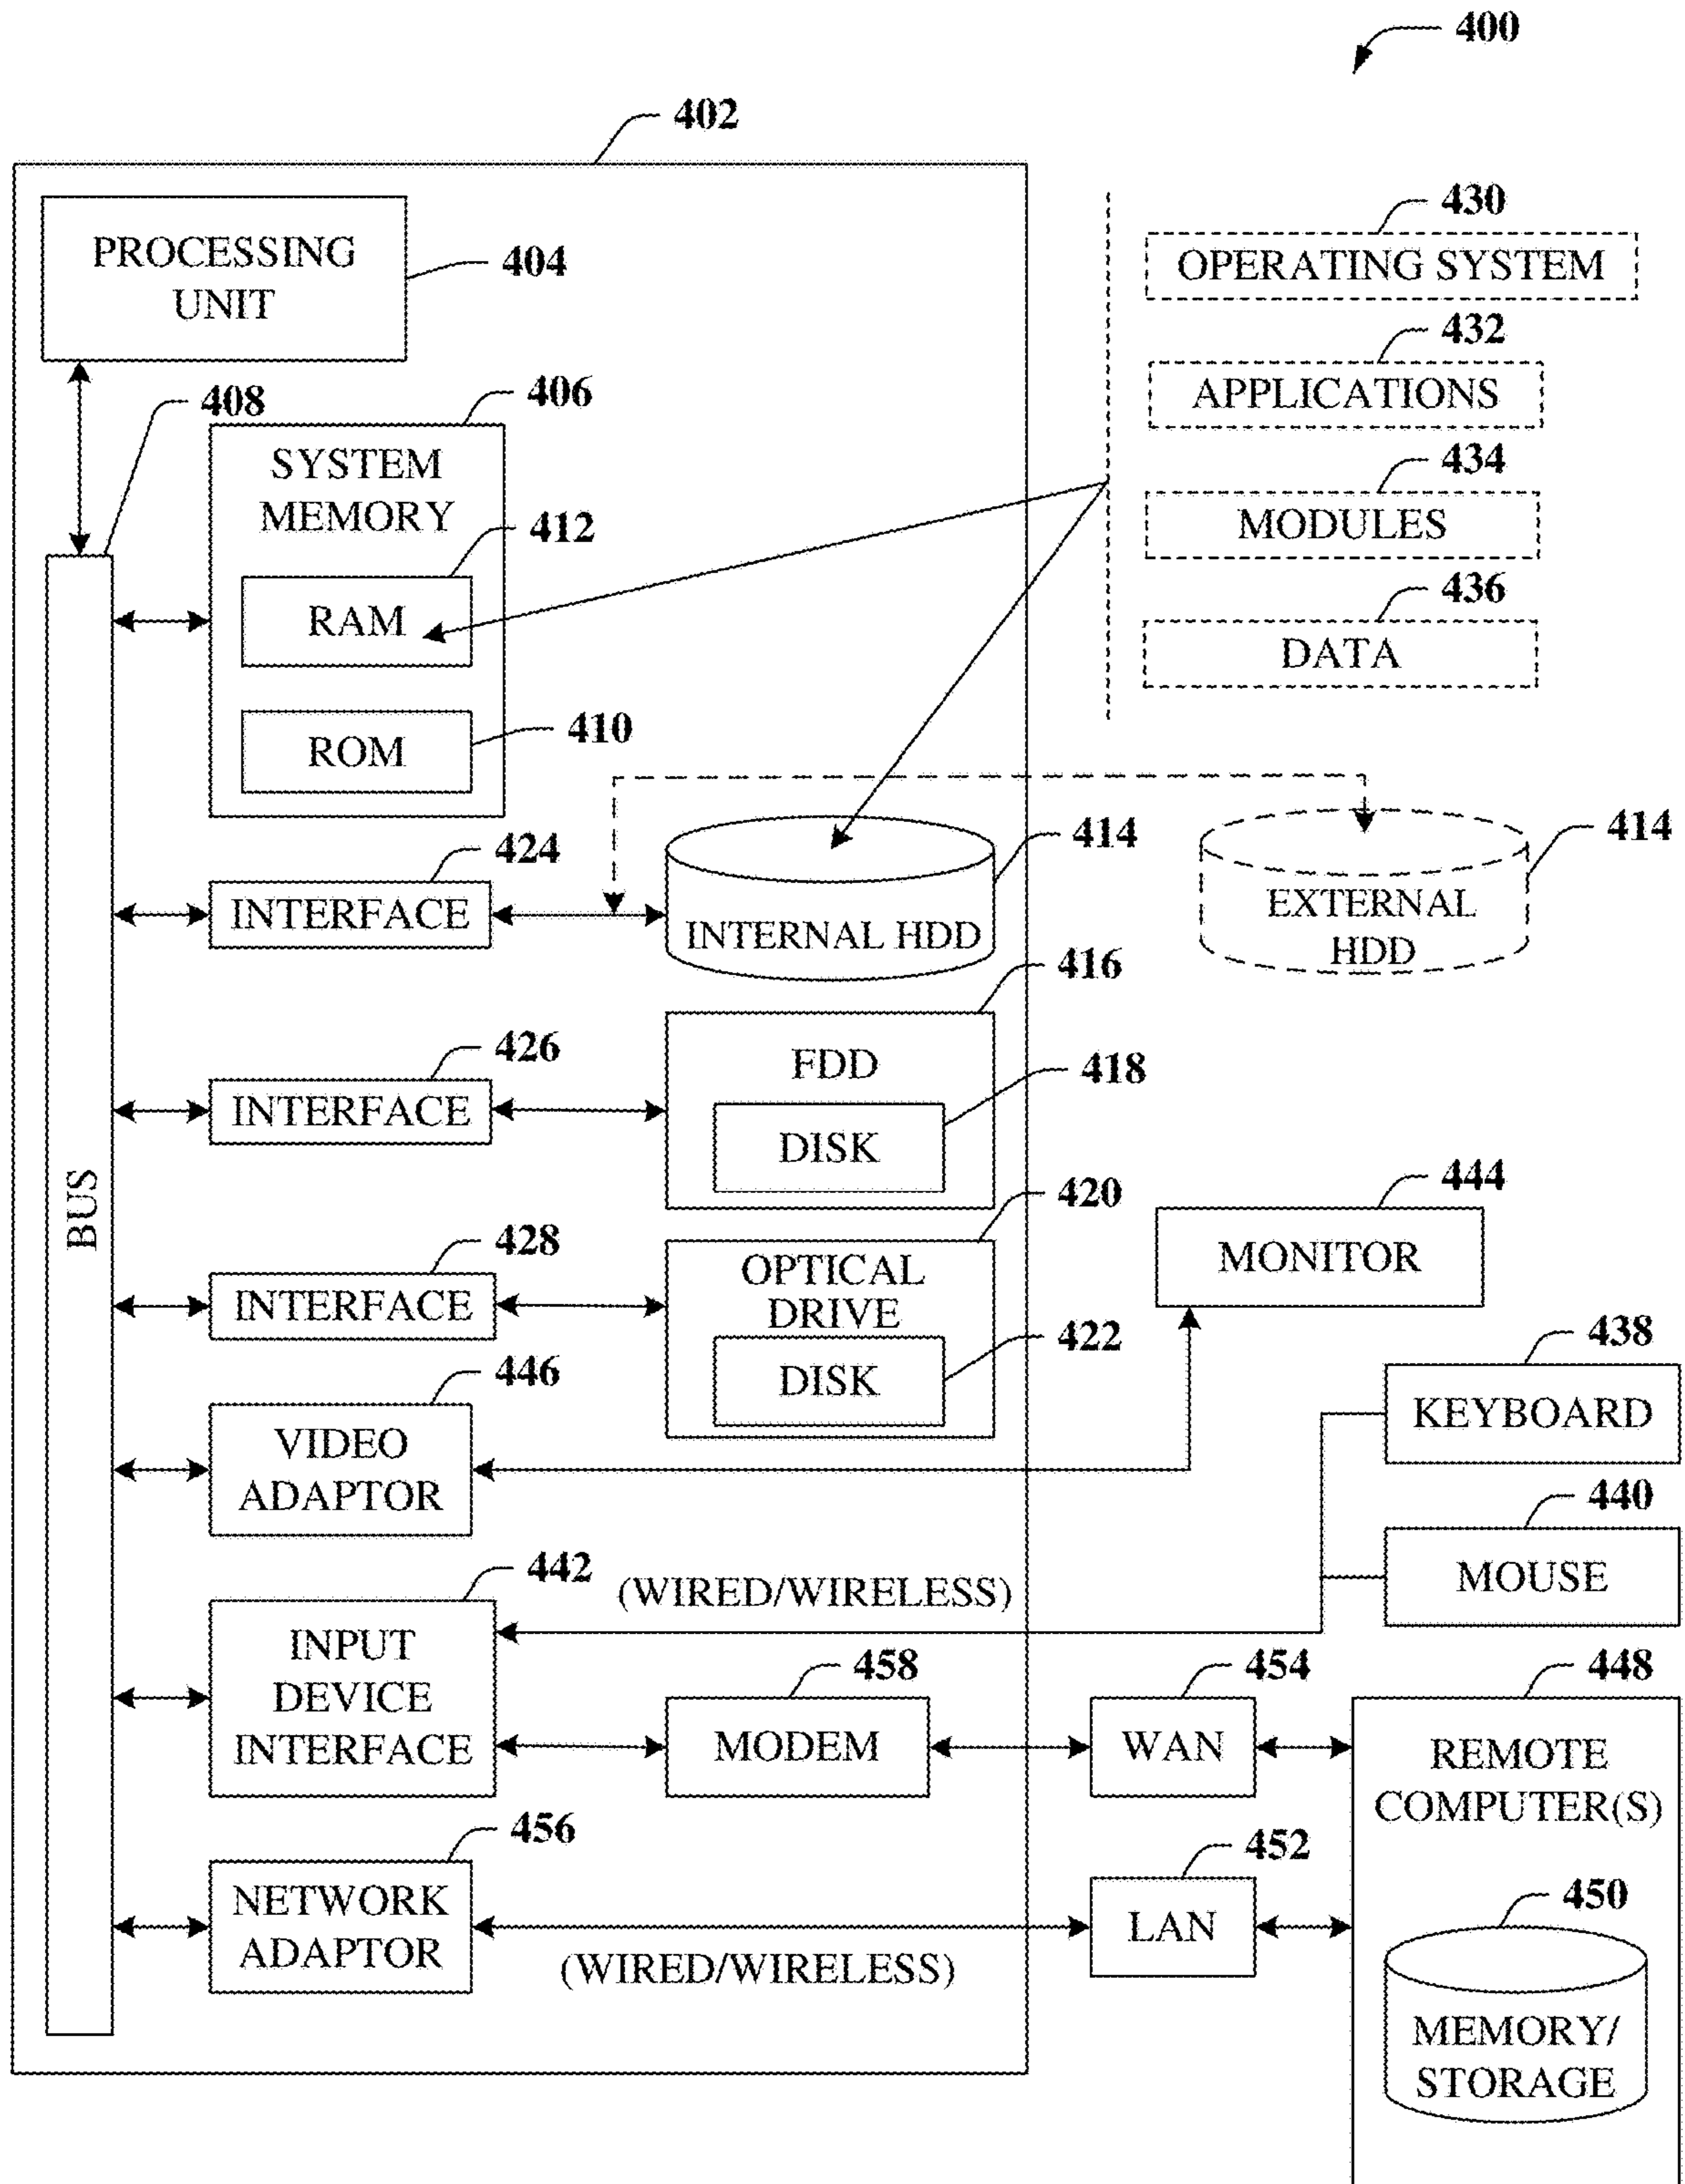 400
402
PROCESSING
UNIT
404
430
OPERATING SYSTEM
432
APPLICATIONS
434
MODULES
436
DATA
408
406
SYSTEM
MEMORY
412
RAM
410
ROM
424
INTERFACE
414
INTERNAL HDD
414
EXTERNAL
HDD
426
INTERFACE
416
FDD
418
DISK
BUS
428
INTERFACE
420
OPTICAL
DRIVE
422
DISK
444
MONITOR
446
VIDEO
ADAPTOR
438
KEYBOARD
440
MOUSE
442
(WIRED/WIRELESS)
INPUT
DEVICE
INTERFACE
458
MODEM
454
WAN
448
REMOTE
COMPUTER(S)
456
NETWORK
ADAPTOR
(WIRED/WIRELESS)
452
LAN
450
MEMORY/
STORAGE